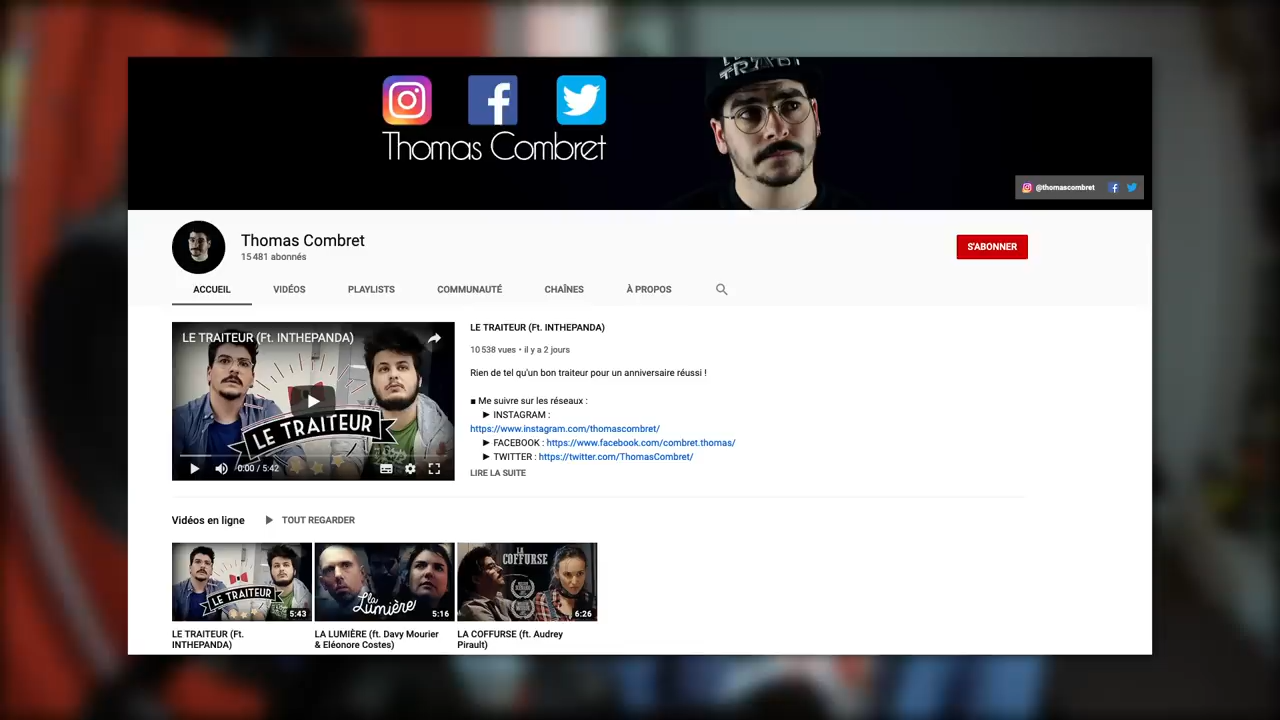 Thomas Combret
@thomascombret
Thomas Combret
15 481 abonnés
S'ABONNER
ACCUEIL
VIDÉOS
PLAYLISTS
COMMUNAUTÉ
CHAÎNES
À PROPOS
LE TRAITEUR (Ft. INTHEPANDA)
LE TRAITEUR
0:00 / 5:42
LE TRAITEUR (Ft. INTHEPANDA)
10 538 vues • il y a 2 jours
Rien de tel qu'un bon traiteur pour un anniversaire réussi !
■ Me suivre sur les réseaux :
► INSTAGRAM :
https://www.instagram.com/thomascombret/
► FACEBOOK : https://www.facebook.com/combret.thomas/
► TWITTER : https://twitter.com/ThomasCombret/
LIRE LA SUITE
Vidéos en ligne
TOUT REGARDER
LE TRAITEUR
5:43
la Lumière
5:16
LA
COFFURSE
6:26
LE TRAITEUR (Ft.
INTHEPANDA)
LA LUMIÈRE (ft. Davy Mourier
& Eléonore Costes)
LA COFFURSE (ft. Audrey
Pirault)